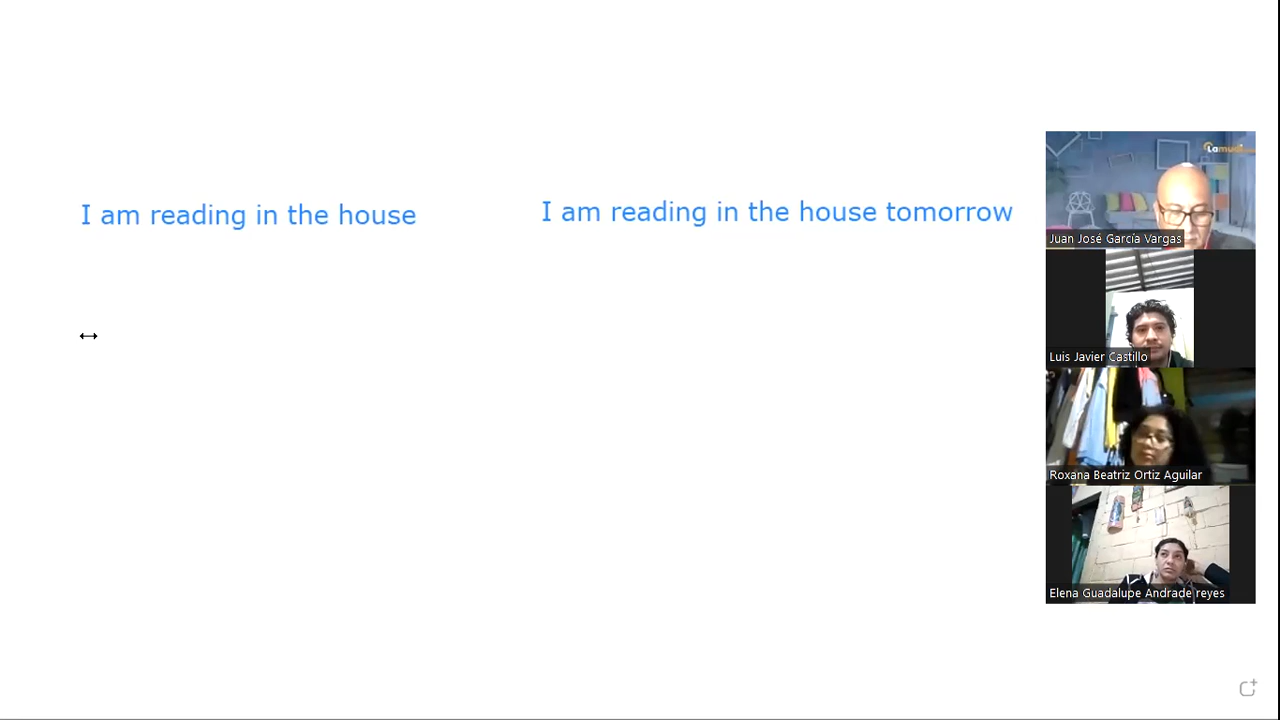 I am reading in the house
I am reading in the house tomorrow
Lamudi
Juan José García Vargas
Luis Javier Castillo
Roxana Beatriz Ortiz Aguilar
Elena Guadalupe Andrade reyes